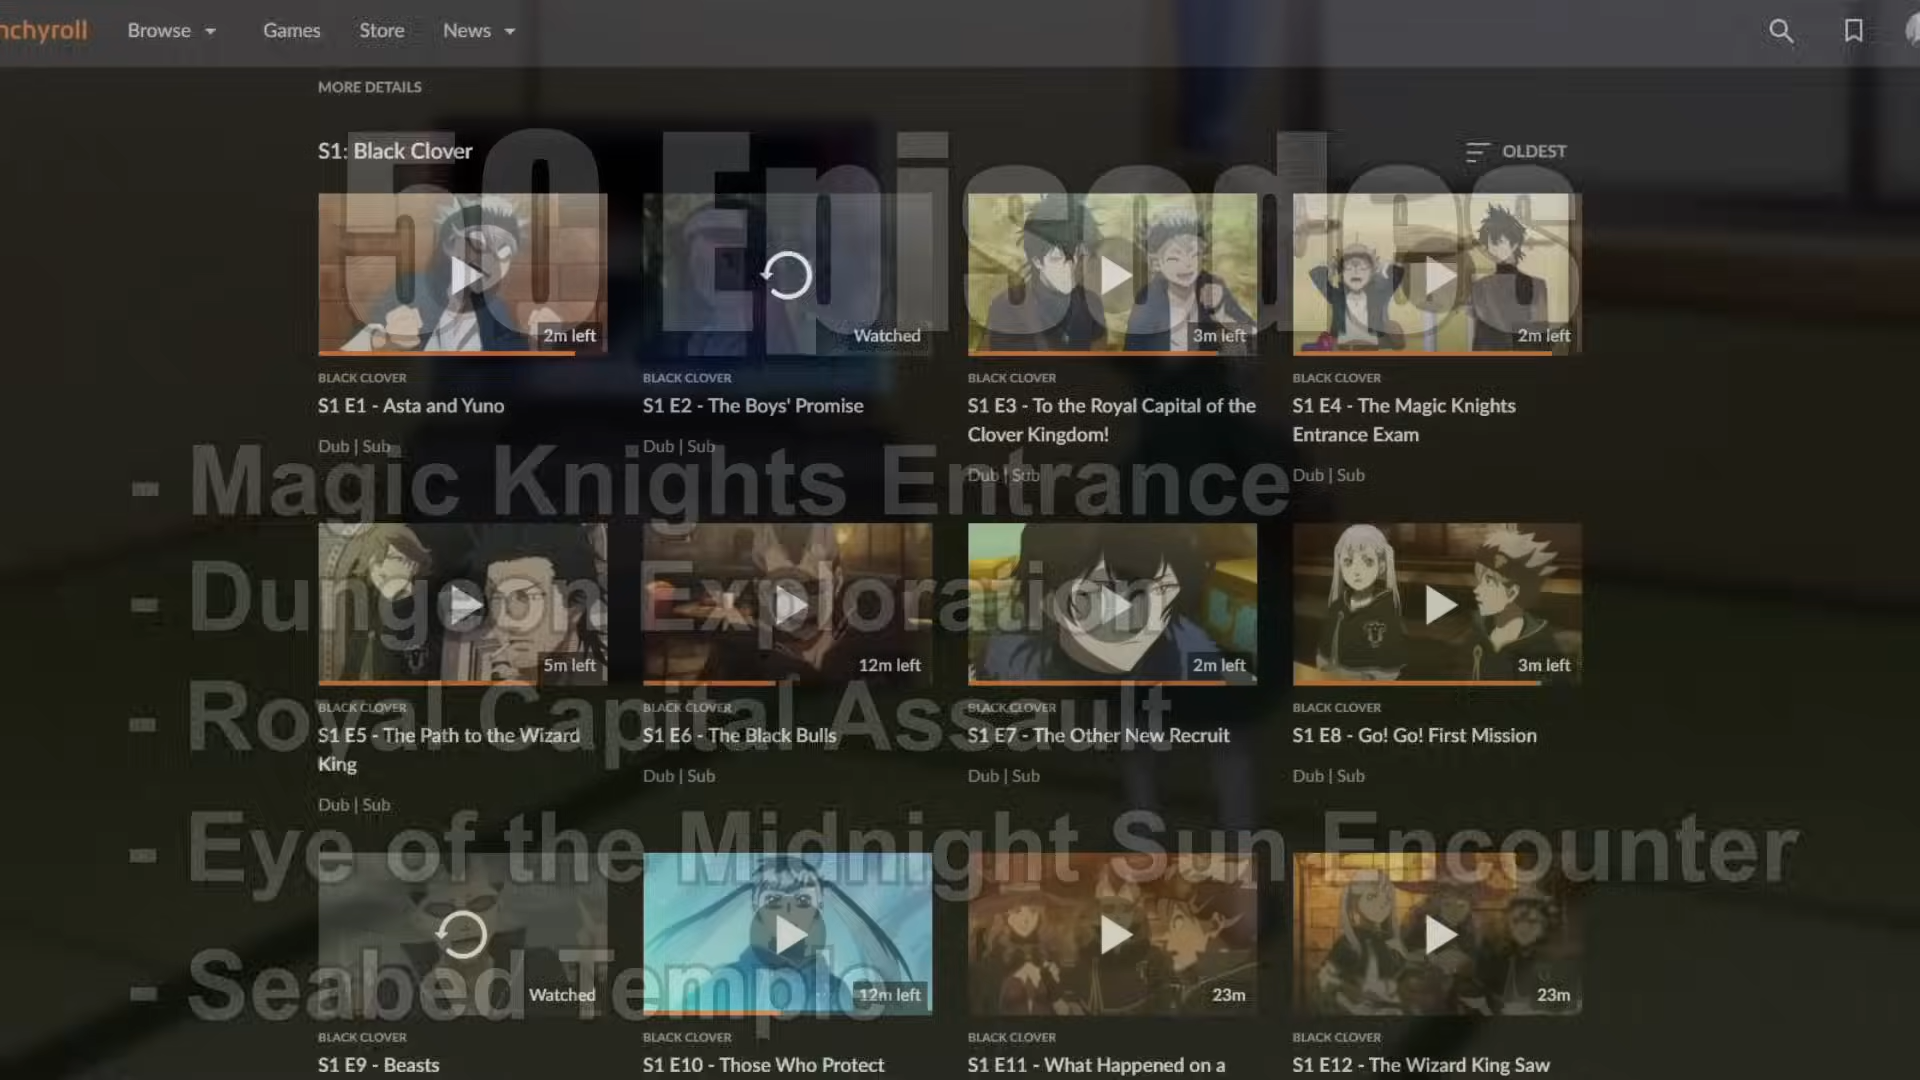 nchyroll Browse Games Store News
MORE DETAILS
50 Episodes
S1: Black Clover
OLDEST
2m left
Watched
3m left
2m left
BLACK CLOVER
S1 E1 - Asta and Yuno
Dub | Sub
BLACK CLOVER
S1 E2 - The Boys' Promise
Dub | Sub
BLACK CLOVER
S1 E3 - To the Royal Capital of the
Clover Kingdom!
Dub | Sub
BLACK CLOVER
S1 E4 - The Magic Knights
Entrance Exam
Dub | Sub
- Magic Knights Entrance
- Dungeon Exploration
5m left
12m left
2m left
3m left
- Royal Capital Assault
BLACK CLOVER
S1 E5 - The Path to the Wizard
King
Dub | Sub
BLACK CLOVER
S1 E6 - The Black Bulls
Dub | Sub
BLACK CLOVER
S1 E7 - The Other New Recruit
Dub | Sub
BLACK CLOVER
S1 E8 - Go! Go! First Mission
Dub | Sub
- Eye of the Midnight Sun Encounter
- Seabed Temple
Watched
12m left
23m
23m
BLACK CLOVER
S1 E9 - Beasts
BLACK CLOVER
S1 E10 - Those Who Protect
BLACK CLOVER
S1 E11 - What Happened on a
BLACK CLOVER
S1 E12 - The Wizard King Saw